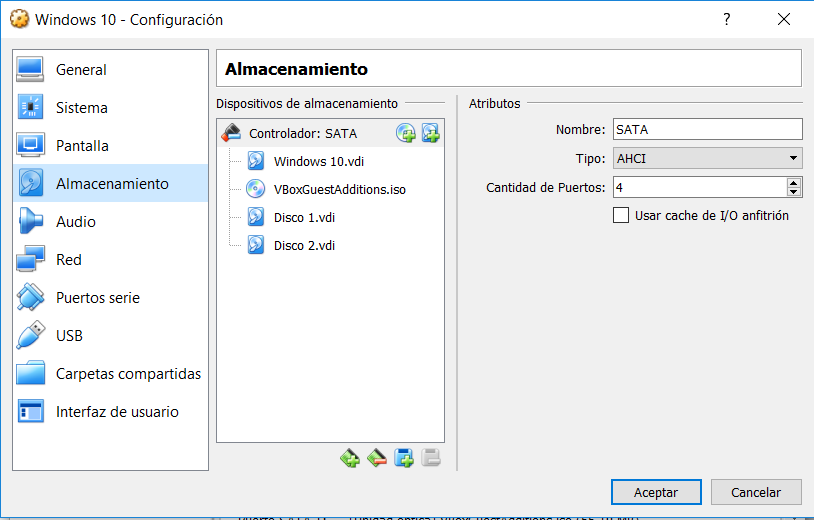 Windows 10 - Configuración
?
General
Sistema
Pantalla
Almacenamiento
Audio
Red
Puertos serie
USB
Carpetas compartidas
Interfaz de usuario
Almacenamiento
Dispositivos de almacenamiento
Controlador: SATA
Windows 10.vdi
VBoxGuestAdditions.iso
Disco 1.vdi
Disco 2.vdi
Atributos
Nombre: SATA
Tipo: AHCI
Cantidad de Puertos: 4
Usar cache de I/O anfitrión
Aceptar
Cancelar